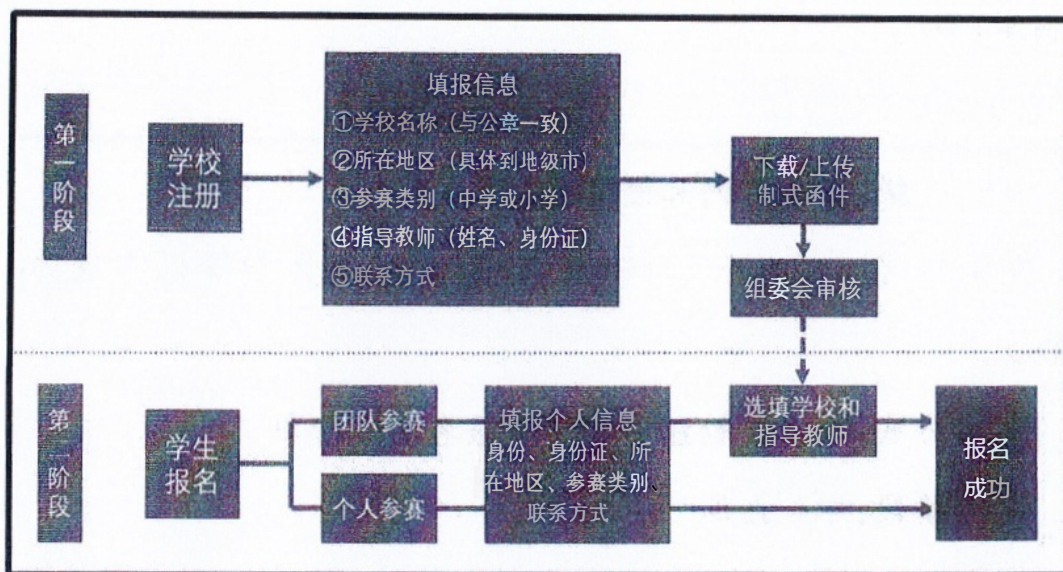 第
一
阶
段
学校
注册
填报信息
①学校名称（与公章一致）
②所在地区（具体到地级市）
③参赛类别（中学或小学）
④指导教师（姓名、身份证）
⑤联系方式
下载/上传
制式函件
组委会审核
第
二
阶
段
学生
报名
团队参赛
个人参赛
填报个人信息
身份、身份证、所
在地区、参赛类别、
联系方式
选填学校和
指导教师
报名
成功